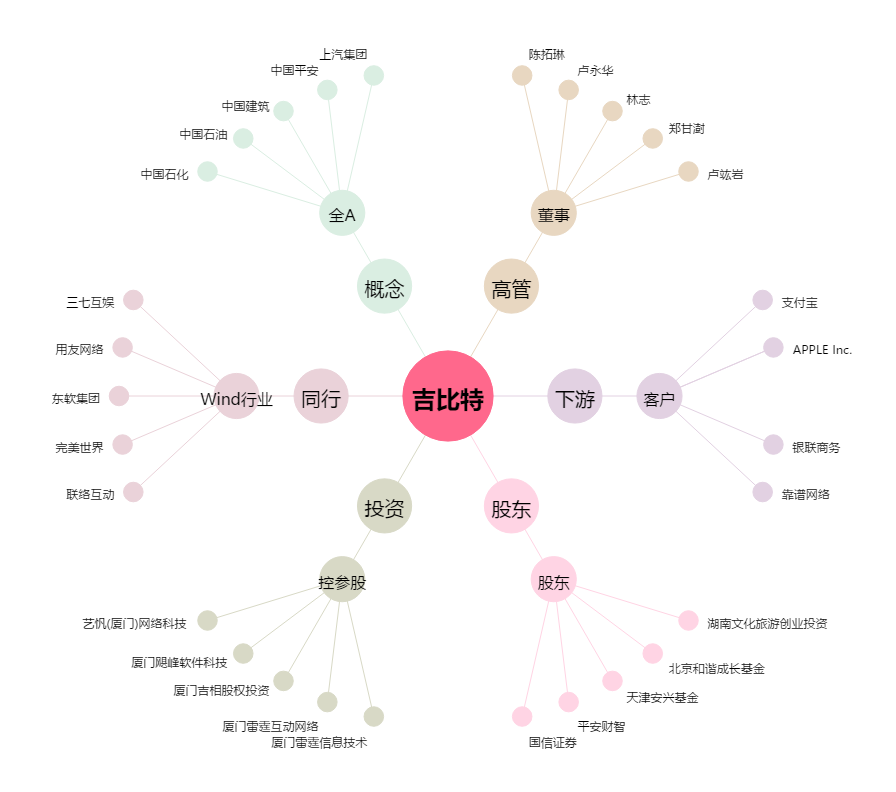 上汽集团
陈拓琳
中国平安
卢永华
中国建筑
林志
中国石油
郑甘澍
中国石化
卢竑岩
全A
董事
概念
高管
三七互娱
支付宝
用友网络
APPLE Inc.
东软集团
Wind行业
同行
吉比特
下游
客户
完美世界
银联商务
联络互动
靠谱网络
投资
股东
控参股
股东
艺忛(厦门)网络科技
湖南文化旅游创业投资
厦门飓峰软件科技
北京和谐成长基金
厦门吉相股权投资
天津安兴基金
厦门雷霆互动网络
平安财智
厦门雷霆信息技术
国信证券